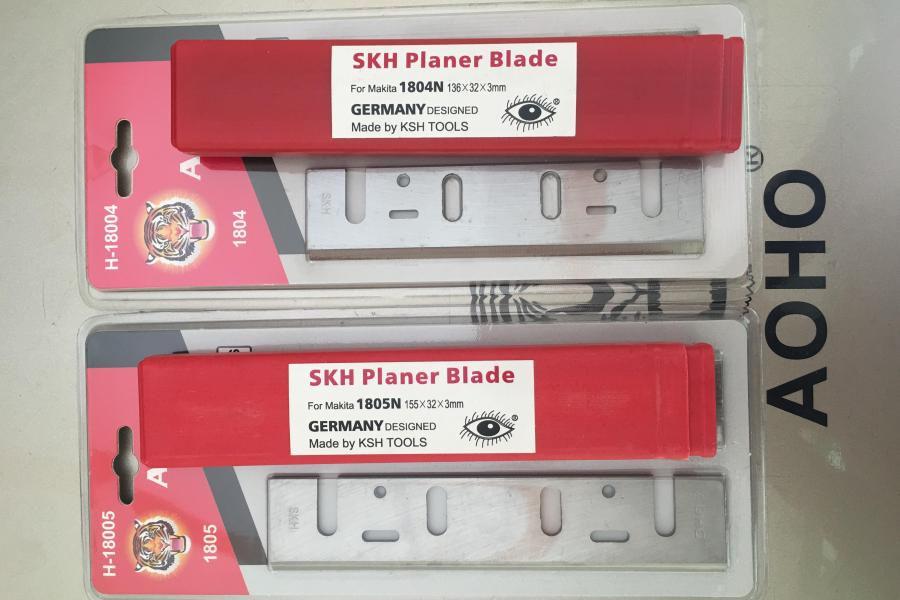 SKH Planer Blade
For Makita 1804N 136×32×3mm
GERMANY DESIGNED
Made by KSH TOOLS
®
SKH
H-18004
1804
A
SKH Planer Blade
For Makita 1805N 155×32×3mm
GERMANY DESIGNED
Made by KSH TOOLS
®
SKH
H-18005
1805
A
AOHO®